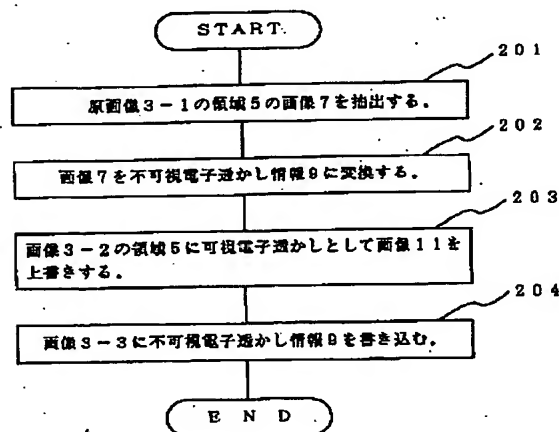 START
201
原画像3-1の領域5の画像7を抽出する。
202
画像7を不可視電子透かし情報9に変換する。
203
画像3-2の領域5に可視電子透かしとして画像11を
上書きする。
204
画像3-3に不可視電子透かし情報9を書き込む。
END